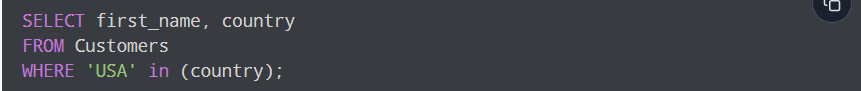 SELECT first_name, country
FROM Customers
WHERE 'USA' in (country);